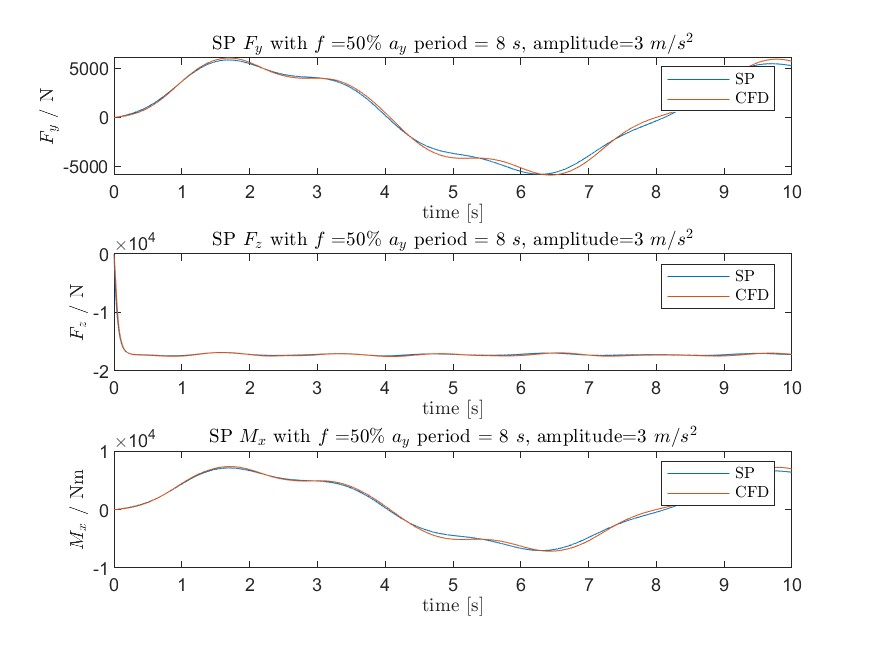 SP $F_y$ with $f$ =50% $a_y$ period = 8 $s$, amplitude=3 $m/s^2$
5000
0
-5000
$F_y$ / N
SP
CFD
0 1 2 3 4 5 6 7 8 9 10
time [s]
SP $F_z$ with $f$ =50% $a_y$ period = 8 $s$, amplitude=3 $m/s^2$
×10^4
0
-1
-2
$F_z$ / N
SP
CFD
0 1 2 3 4 5 6 7 8 9 10
time [s]
SP $M_x$ with $f$ =50% $a_y$ period = 8 $s$, amplitude=3 $m/s^2$
×10^4
1
0
-1
$M_x$ / Nm
SP
CFD
0 1 2 3 4 5 6 7 8 9 10
time [s]